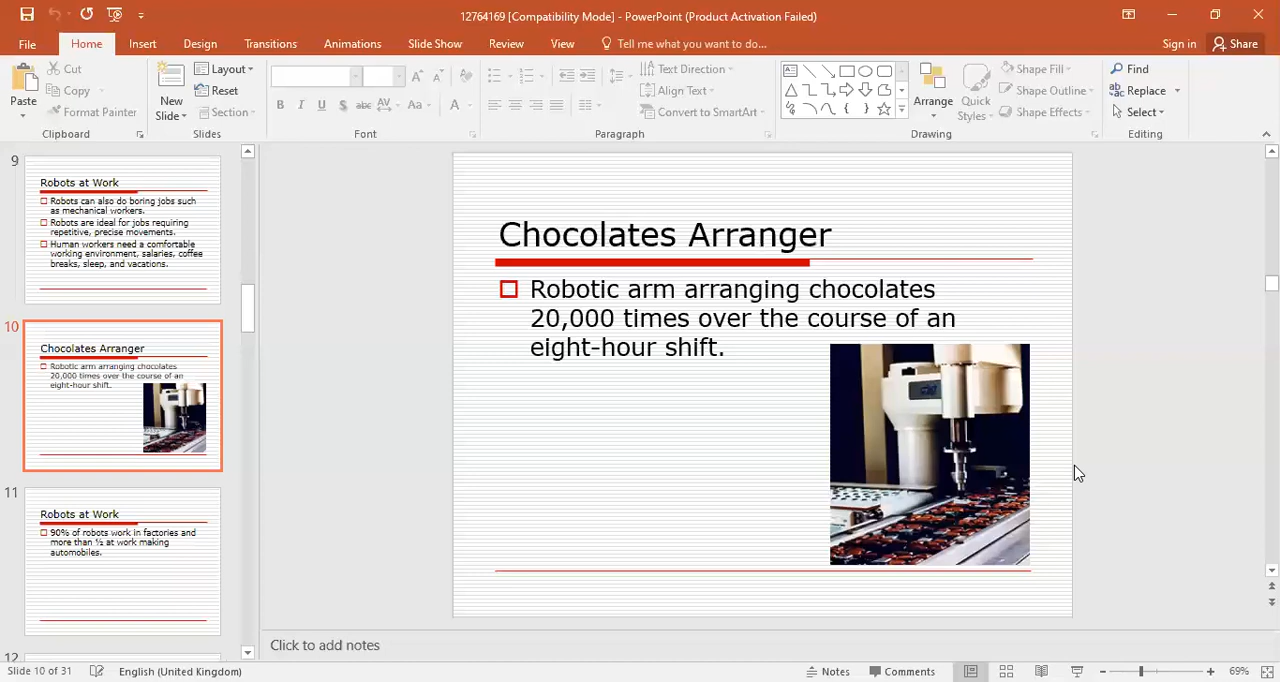 12764169 [Compatibility Mode] - PowerPoint (Product Activation Failed)
File Home Insert Design Transitions Animations Slide Show Review View Tell me what you want to do... Sign in Share
Paste
Cut
Copy
Format Painter
Clipboard
New
Slide
Layout
Reset
Section
Slides
B I U S abc AV Aa A
Font
Text Direction
Align Text
Convert to SmartArt
Paragraph
Arrange
Quick
Styles
Shape Fill
Shape Outline
Shape Effects
Drawing
Find
Replace
Select
Editing
9
Robots at Work
Robots can also do boring jobs such
as mechanical workers.
Robots are ideal for jobs requiring
repetitive, precise movements.
Human workers need a comfortable
working environment, salaries, coffee
breaks, sleep, and vacations.
10
Chocolates Arranger
Robotic arm arranging chocolates
20,000 times over the course of an
eight-hour shift.
11
Robots at Work
90% of robots work in factories and
more than ½ at work making
automobiles.
12
Chocolates Arranger
Robotic arm arranging chocolates
20,000 times over the course of an
eight-hour shift.
Click to add notes
Slide 10 of 31 English (United Kingdom) Notes Comments 69%